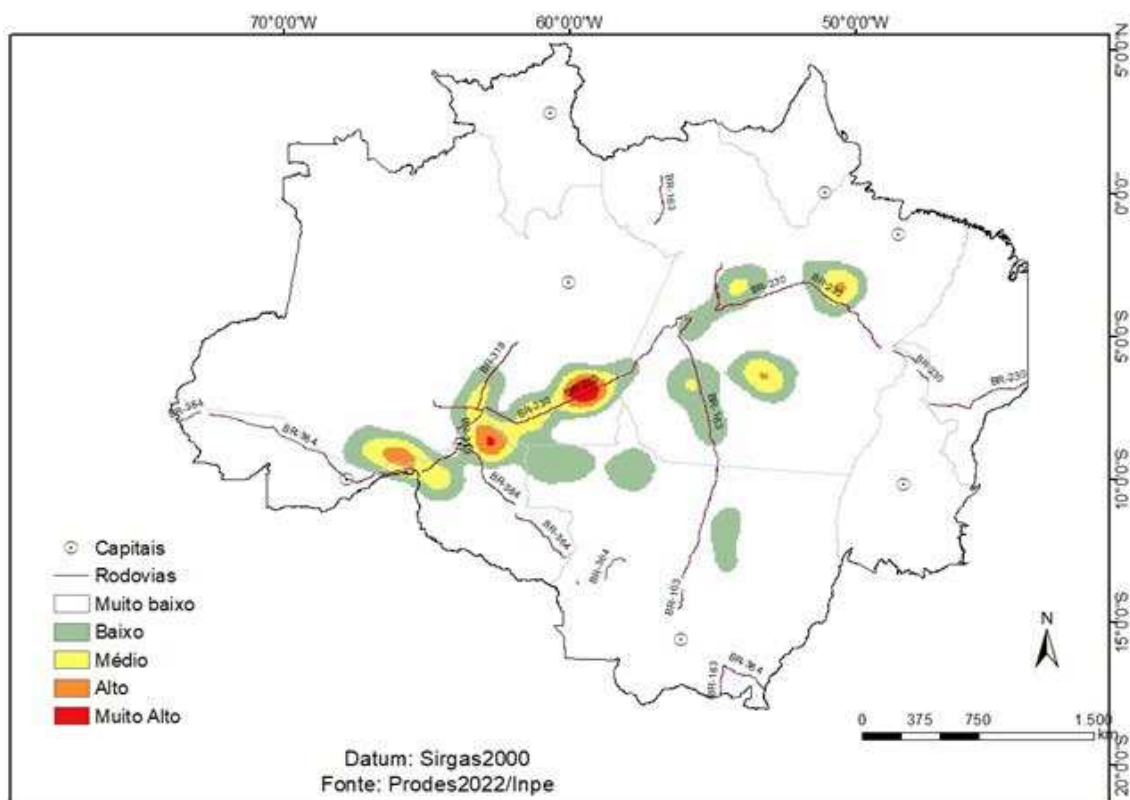 70°0'0"W 60°0'0"W 50°0'0"W
5°0'0"N
0°0'0"
5°0'0"S
10°0'0"S
15°0'0"S
20°0'0"S
BR-163
BR-230
BR-230
BR-319
BR-230
BR-163
BR-230
BR-230
BR-364
BR-364
BR-364
BR-364
BR-364
BR-163
BR-163
BR-364
Capitais
Rodovias
Muito baixo
Baixo
Médio
Alto
Muito Alto
N
0 375 750 1.500
km
Datum: Sirgas2000
Fonte: Prodes2022/Inpe